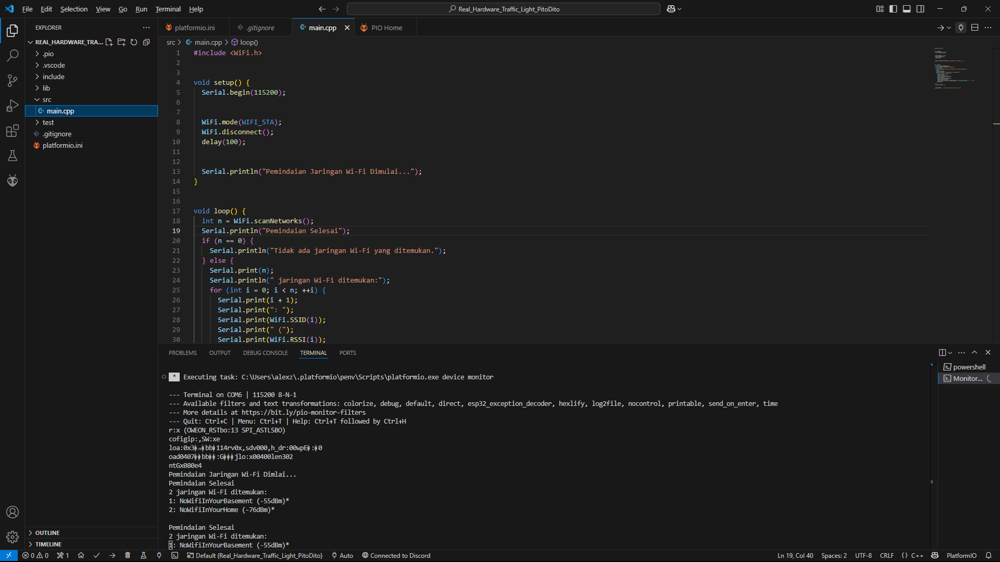 File Edit Selection View Go Run Terminal Help
Real_Hardware_Traffic_Light_PitoDito
EXPLORER
REAL_HARDWARE_TRA...
.pio
.vscode
include
lib
src
main.cpp
test
.gitignore
platformio.ini
OUTLINE
TIMELINE
platformio.ini .gitignore main.cpp PIO Home
src > main.cpp > loop()
1 #include <WiFi.h>
2
3
4 void setup() {
5 Serial.begin(115200);
6
7
8 WiFi.mode(WIFI_STA);
9 WiFi.disconnect();
10 delay(100);
11
12
13 Serial.println("Pemindaian Jaringan Wi-Fi Dimulai...");
14 }
15
16
17 void loop() {
18 int n = WiFi.scanNetworks();
19 Serial.println("Pemindaian Selesai");
20 if (n == 0) {
21 Serial.println("Tidak ada jaringan Wi-Fi yang ditemukan.");
22 } else {
23 Serial.print(n);
24 Serial.println(" jaringan Wi-Fi ditemukan:");
25 for (int i = 0; i < n; ++i) {
26 Serial.print(i + 1);
27 Serial.print(": ");
28 Serial.print(WiFi.SSID(i));
29 Serial.print(" (");
30 Serial.print(WiFi.RSSI(i));
PROBLEMS OUTPUT DEBUG CONSOLE TERMINAL PORTS
* Executing task: C:\Users\alexz\.platformio\penv\Scripts\platformio.exe device monitor
--- Terminal on COM6 | 115200 8-N-1
--- Available filters and text transformations: colorize, debug, default, direct, esp32_exception_decoder, hexlify, log2file, nocontrol, printable, send_on_enter, time
--- More details at https://bit.ly/pio-monitor-filters
--- Quit: Ctrl+C | Menu: Ctrl+T | Help: Ctrl+T followed by Ctrl+H
r:x (OWEON_RSTbo:13 SPI_ASTLSBO)
cofigip:,SW:xe
loa:0x3 bb 114rv0x,sdv000,h_dr:00wpE : 0
oad0407 bb :G jlo:x00400len302
ntGx080e4
Pemindaian Jaringan Wi-Fi Dimlai...
Pemindaian Selesai
2 jaringan Wi-Fi ditemukan:
1: NoWifiInYourBasement (-55dBm)*
2: NoWifiInYourHome (-76dBm)*
Pemindaian Selesai
2 jaringan Wi-Fi ditemukan:
1: NoWifiInYourBasement (-55dBm)*
powershell
Monitor...
0 0 1 Default (Real_Hardware_Traffic_Light_PitoDito) Auto Connected to Discord Ln 19, Col 40 Spaces: 2 UTF-8 CRLF {} C++ PlatformIO